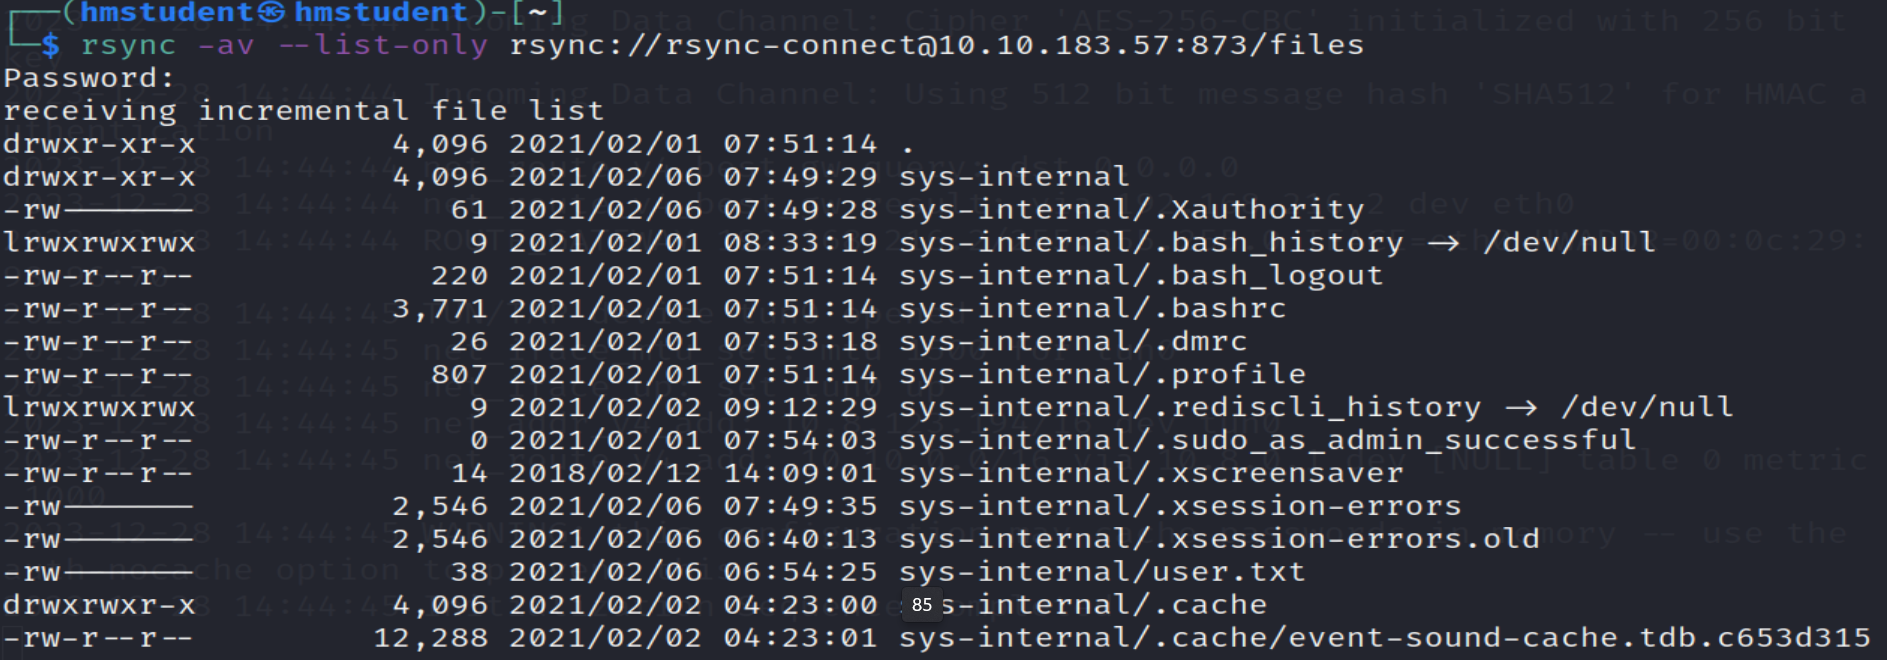 ┌──(hmstudent㉿hmstudent)-[~]
└─$ rsync -av --list-only rsync://rsync-connect@10.10.183.57:873/files
Password:
receiving incremental file list
drwxr-xr-x          4,096 2021/02/01 07:51:14 .
drwxr-xr-x          4,096 2021/02/06 07:49:29 sys-internal
-rw-------             61 2021/02/06 07:49:28 sys-internal/.Xauthority
lrwxrwxrwx              9 2021/02/01 08:33:19 sys-internal/.bash_history → /dev/null
-rw-r--r--            220 2021/02/01 07:51:14 sys-internal/.bash_logout
-rw-r--r--          3,771 2021/02/01 07:51:14 sys-internal/.bashrc
-rw-r--r--             26 2021/02/01 07:53:18 sys-internal/.dmrc
-rw-r--r--            807 2021/02/01 07:51:14 sys-internal/.profile
lrwxrwxrwx              9 2021/02/02 09:12:29 sys-internal/.rediscli_history → /dev/null
-rw-r--r--              0 2021/02/01 07:54:03 sys-internal/.sudo_as_admin_successful
-rw-r--r--             14 2018/02/12 14:09:01 sys-internal/.xscreensaver
-rw-------          2,546 2021/02/06 07:49:35 sys-internal/.xsession-errors
-rw-------          2,546 2021/02/06 06:40:13 sys-internal/.xsession-errors.old
-rw-------             38 2021/02/06 06:54:25 sys-internal/user.txt
drwxrwxr-x          4,096 2021/02/02 04:23:00 85 s-internal/.cache
-rw-r--r--         12,288 2021/02/02 04:23:01 sys-internal/.cache/event-sound-cache.tdb.c653d315